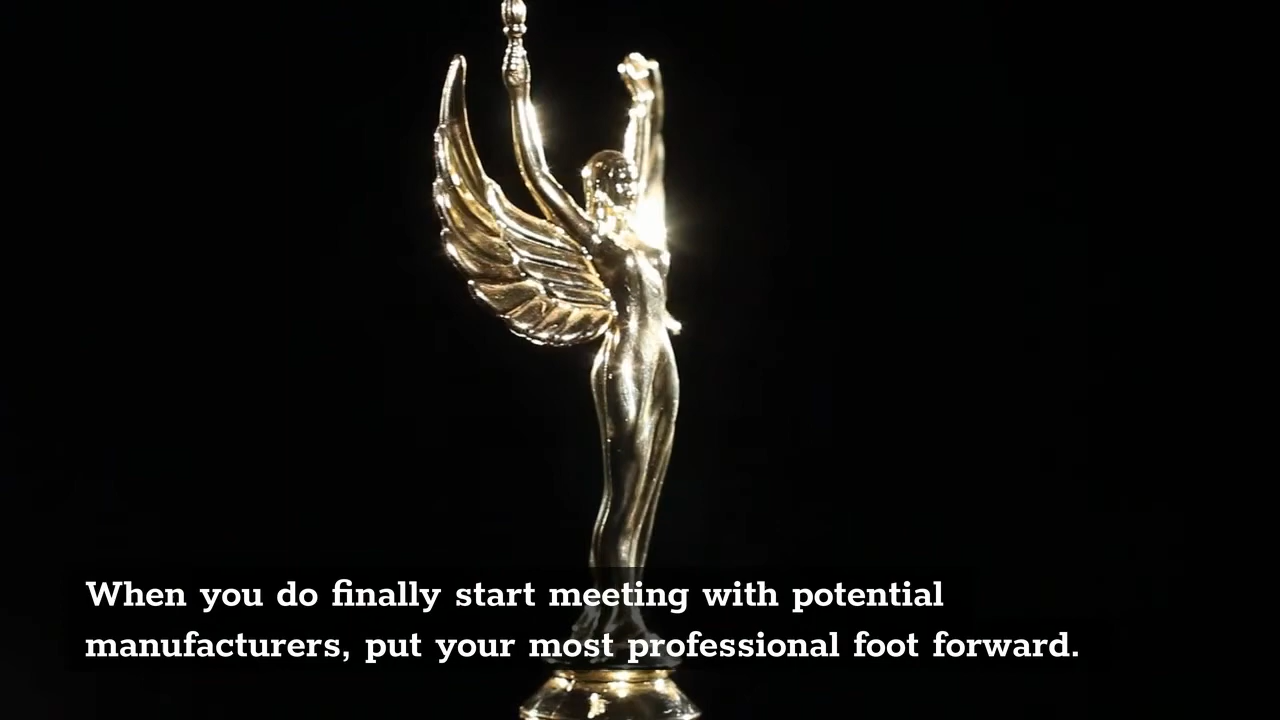 When you do finally start meeting with potential
manufacturers, put your most professional foot forward.